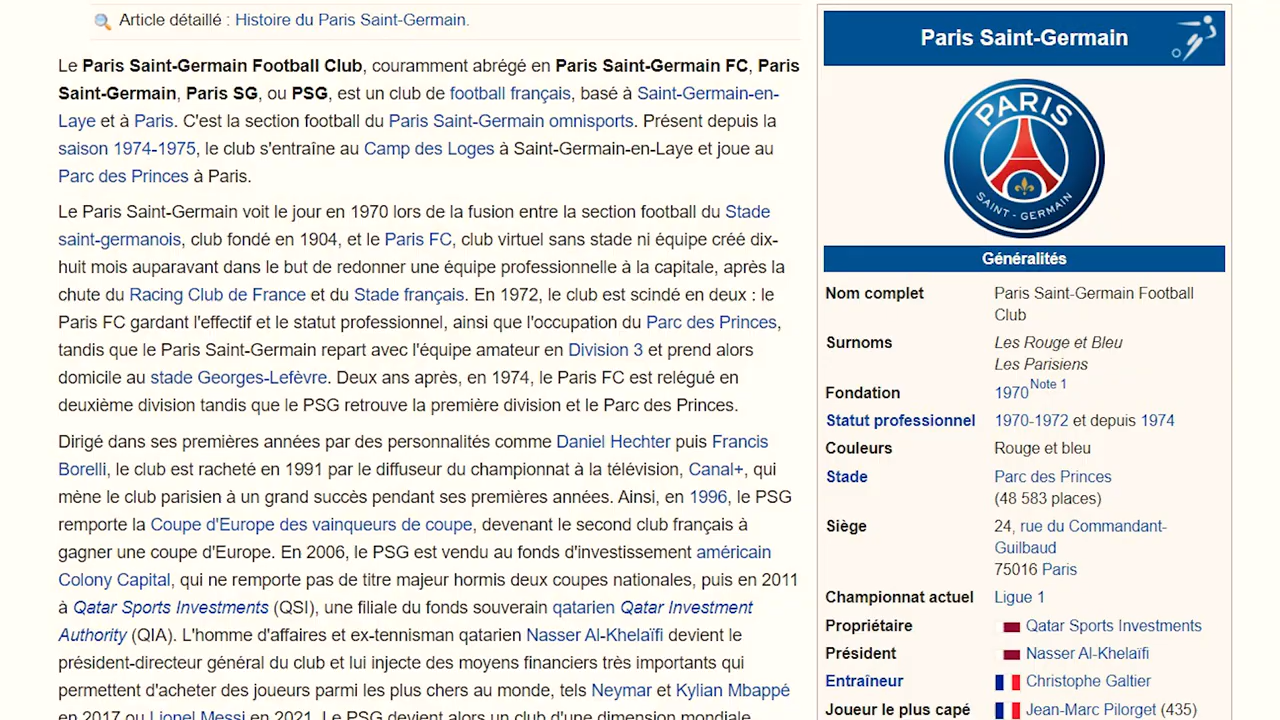 Article détaillé : Histoire du Paris Saint-Germain.
Le Paris Saint-Germain Football Club, couramment abrégé en Paris Saint-Germain FC, Paris
Saint-Germain, Paris SG, ou PSG, est un club de football français, basé à Saint-Germain-en-
Laye et à Paris. C'est la section football du Paris Saint-Germain omnisports. Présent depuis la
saison 1974-1975, le club s'entraîne au Camp des Loges à Saint-Germain-en-Laye et joue au
Parc des Princes à Paris.
Le Paris Saint-Germain voit le jour en 1970 lors de la fusion entre la section football du Stade
saint-germanois, club fondé en 1904, et le Paris FC, club virtuel sans stade ni équipe créé dix-
huit mois auparavant dans le but de redonner une équipe professionnelle à la capitale, après la
chute du Racing Club de France et du Stade français. En 1972, le club est scindé en deux : le
Paris FC gardant l'effectif et le statut professionnel, ainsi que l'occupation du Parc des Princes,
tandis que le Paris Saint-Germain repart avec l'équipe amateur en Division 3 et prend alors
domicile au stade Georges-Lefèvre. Deux ans après, en 1974, le Paris FC est relégué en
deuxième division tandis que le PSG retrouve la première division et le Parc des Princes.
Dirigé dans ses premières années par des personnalités comme Daniel Hechter puis Francis
Borelli, le club est racheté en 1991 par le diffuseur du championnat à la télévision, Canal+, qui
mène le club parisien à un grand succès pendant ses premières années. Ainsi, en 1996, le PSG
remporte la Coupe d'Europe des vainqueurs de coupe, devenant le second club français à
gagner une coupe d'Europe. En 2006, le PSG est vendu au fonds d'investissement américain
Colony Capital, qui ne remporte pas de titre majeur hormis deux coupes nationales, puis en 2011
à Qatar Sports Investments (QSI), une filiale du fonds souverain qatarien Qatar Investment
Authority (QIA). L'homme d'affaires et ex-tennisman qatarien Nasser Al-Khelaïfi devient le
président-directeur général du club et lui injecte des moyens financiers très importants qui
permettent d'acheter des joueurs parmi les plus chers au monde, tels Neymar et Kylian Mbappé
en 2017 ou Lionel Messi en 2021. Le PSG devient alors un club d'une dimension mondiale,
Paris Saint-Germain
PARIS
SAINT-GERMAIN
Généralités
Nom complet Paris Saint-Germain Football
Club
Surnoms Les Rouge et Bleu
Les Parisiens
Fondation 1970 Note 1
Statut professionnel 1970-1972 et depuis 1974
Couleurs Rouge et bleu
Stade Parc des Princes
(48 583 places)
Siège 24, rue du Commandant-
Guilbaud
75016 Paris
Championnat actuel Ligue 1
Propriétaire Qatar Sports Investments
Président Nasser Al-Khelaïfi
Entraîneur Christophe Galtier
Joueur le plus capé Jean-Marc Pilorget (435)